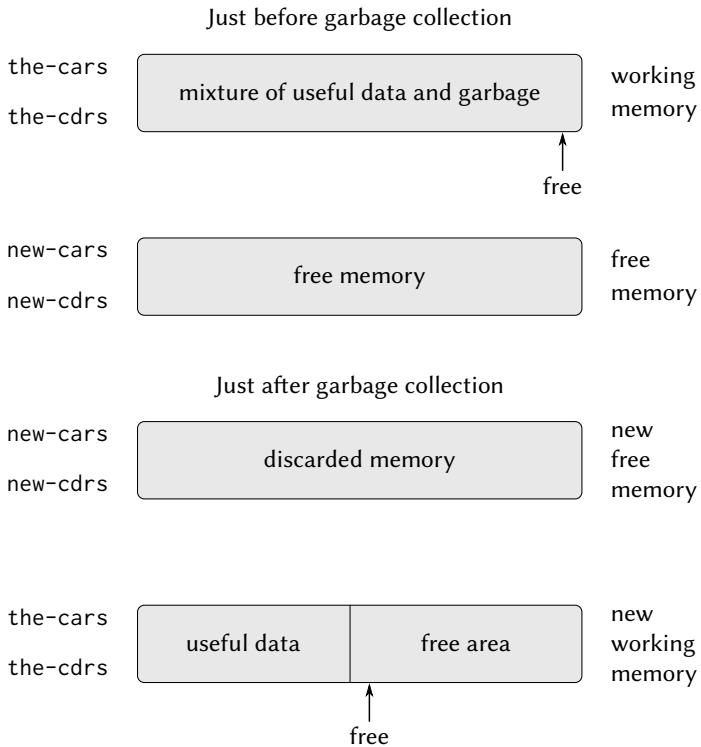 Just before garbage collection
the-cars
the-cdrs
mixture of useful data and garbage
working
memory
free
new-cars
new-cdrs
free memory
free
memory
Just after garbage collection
new-cars
new-cdrs
discarded memory
new
free
memory
the-cars
the-cdrs
useful data
free area
new
working
memory
free